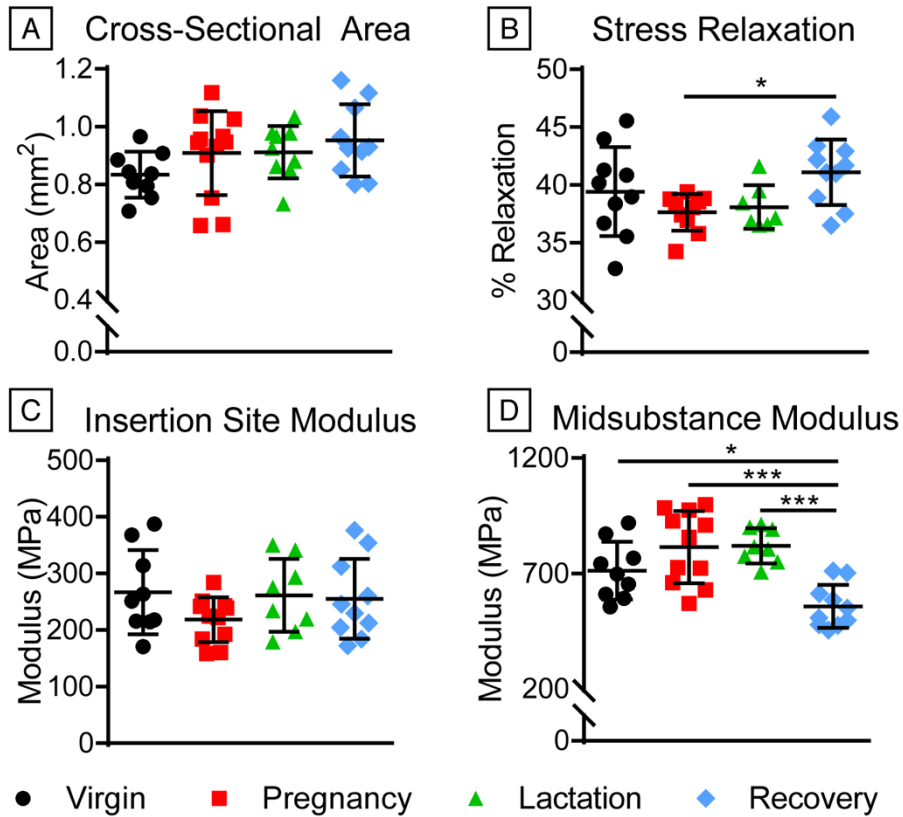 A Cross-Sectional Area
Area (mm²)
1.2
1.0
0.8
0.6
0.4
0.0
B Stress Relaxation
% Relaxation
50
45
40
35
30
0
*
C Insertion Site Modulus
Modulus (MPa)
500
400
300
200
100
0
D Midsubstance Modulus
Modulus (MPa)
1200
700
200
0
*
***
***
Virgin Pregnancy Lactation Recovery